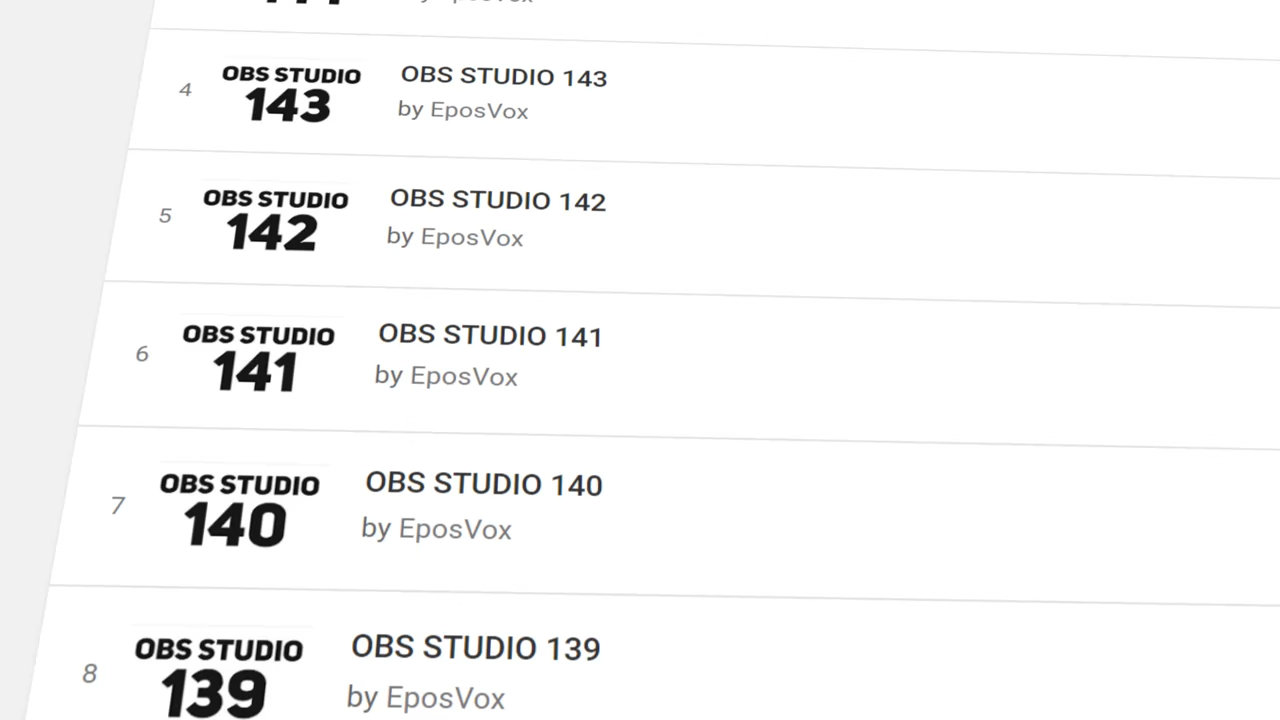 4
OBS STUDIO
143
OBS STUDIO 143
by EposVox
5
OBS STUDIO
142
OBS STUDIO 142
by EposVox
6
OBS STUDIO
141
OBS STUDIO 141
by EposVox
7
OBS STUDIO
140
OBS STUDIO 140
by EposVox
8
OBS STUDIO
139
OBS STUDIO 139
by EposVox